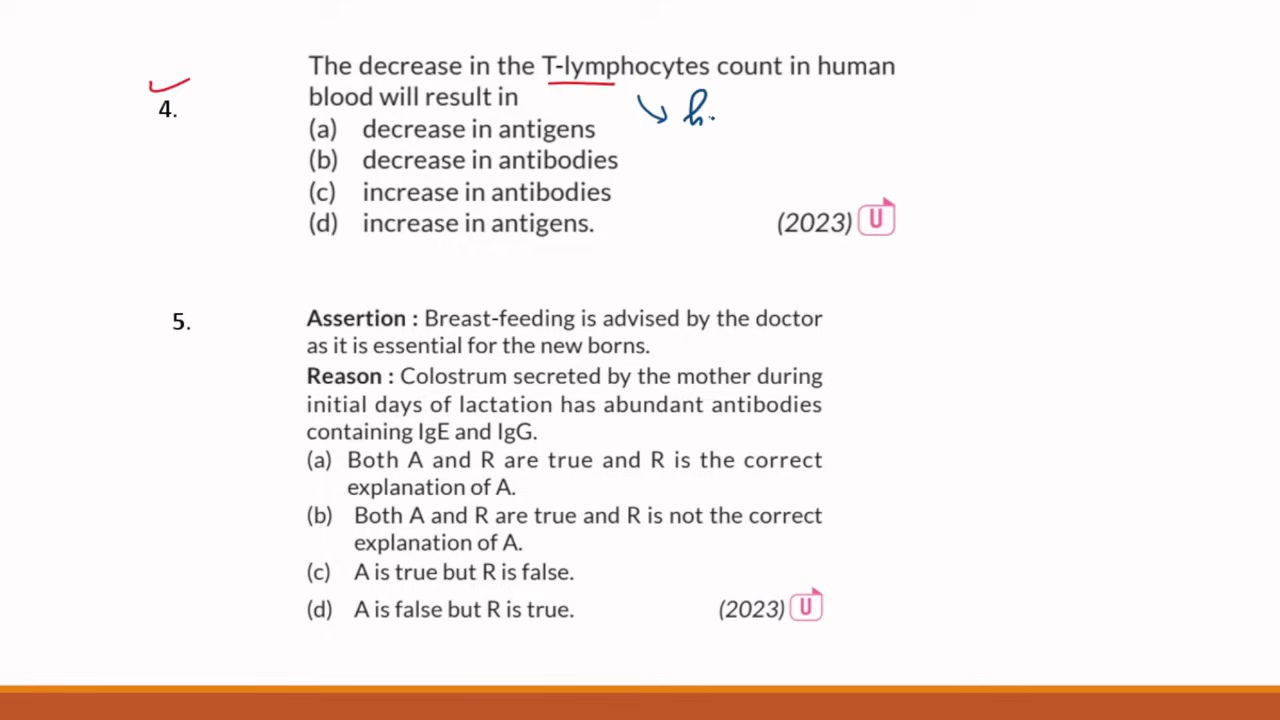 The decrease in the T-lymphocytes count in human
4.
blood will result in
h.
(a) decrease in antigens
(b) decrease in antibodies
(c) increase in antibodies
(d) increase in antigens. (2023) U
5.
Assertion : Breast-feeding is advised by the doctor
as it is essential for the new borns.
Reason : Colostrum secreted by the mother during
initial days of lactation has abundant antibodies
containing IgE and IgG.
(a) Both A and R are true and R is the correct
explanation of A.
(b) Both A and R are true and R is not the correct
explanation of A.
(c) A is true but R is false.
(d) A is false but R is true. (2023) U